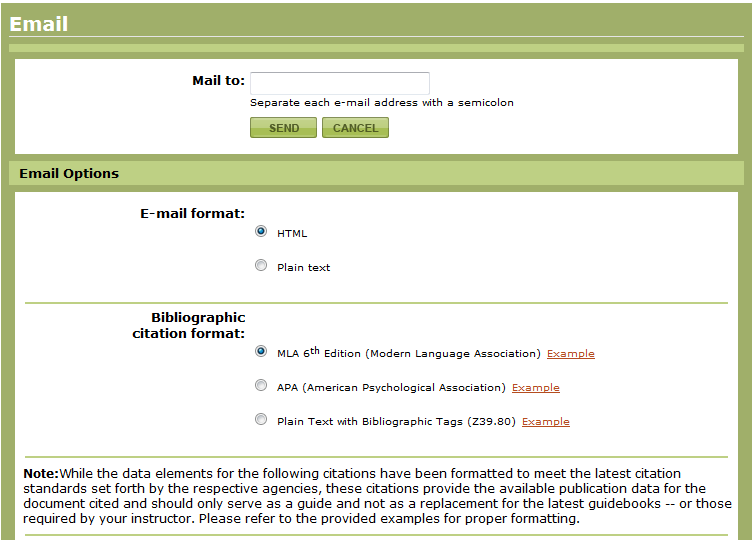 Email
Mail to:
Separate each e-mail address with a semicolon
SEND CANCEL
Email Options
E-mail format:
HTML
Plain text
Bibliographic
citation format:
MLA 6th Edition (Modern Language Association) Example
APA (American Psychological Association) Example
Plain Text with Bibliographic Tags (Z39.80) Example
Note:While the data elements for the following citations have been formatted to meet the latest citation
standards set forth by the respective agencies, these citations provide the available publication data for the
document cited and should only serve as a guide and not as a replacement for the latest guidebooks -- or those
required by your instructor. Please refer to the provided examples for proper formatting.